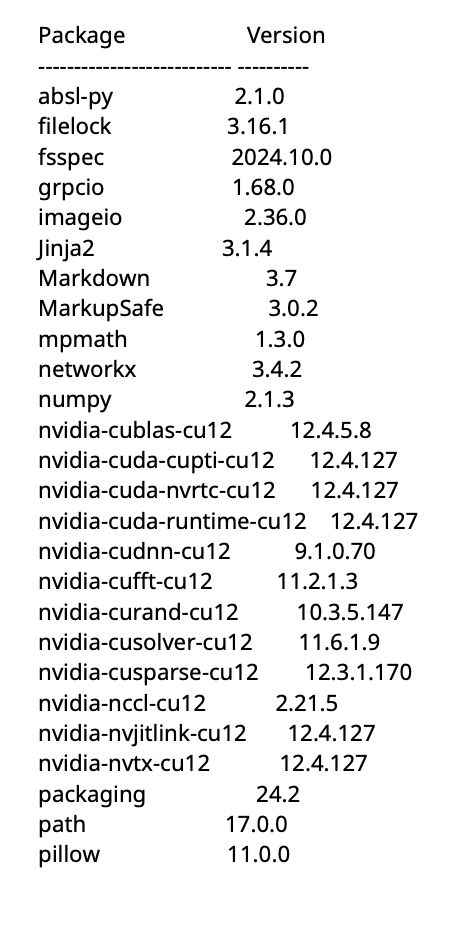 Package Version
--------------------------- ----------
absl-py 2.1.0
filelock 3.16.1
fsspec 2024.10.0
grpcio 1.68.0
imageio 2.36.0
Jinja2 3.1.4
Markdown 3.7
MarkupSafe 3.0.2
mpmath 1.3.0
networkx 3.4.2
numpy 2.1.3
nvidia-cublas-cu12 12.4.5.8
nvidia-cuda-cupti-cu12 12.4.127
nvidia-cuda-nvrtc-cu12 12.4.127
nvidia-cuda-runtime-cu12 12.4.127
nvidia-cudnn-cu12 9.1.0.70
nvidia-cufft-cu12 11.2.1.3
nvidia-curand-cu12 10.3.5.147
nvidia-cusolver-cu12 11.6.1.9
nvidia-cusparse-cu12 12.3.1.170
nvidia-nccl-cu12 2.21.5
nvidia-nvjitlink-cu12 12.4.127
nvidia-nvtx-cu12 12.4.127
packaging 24.2
path 17.0.0
pillow 11.0.0